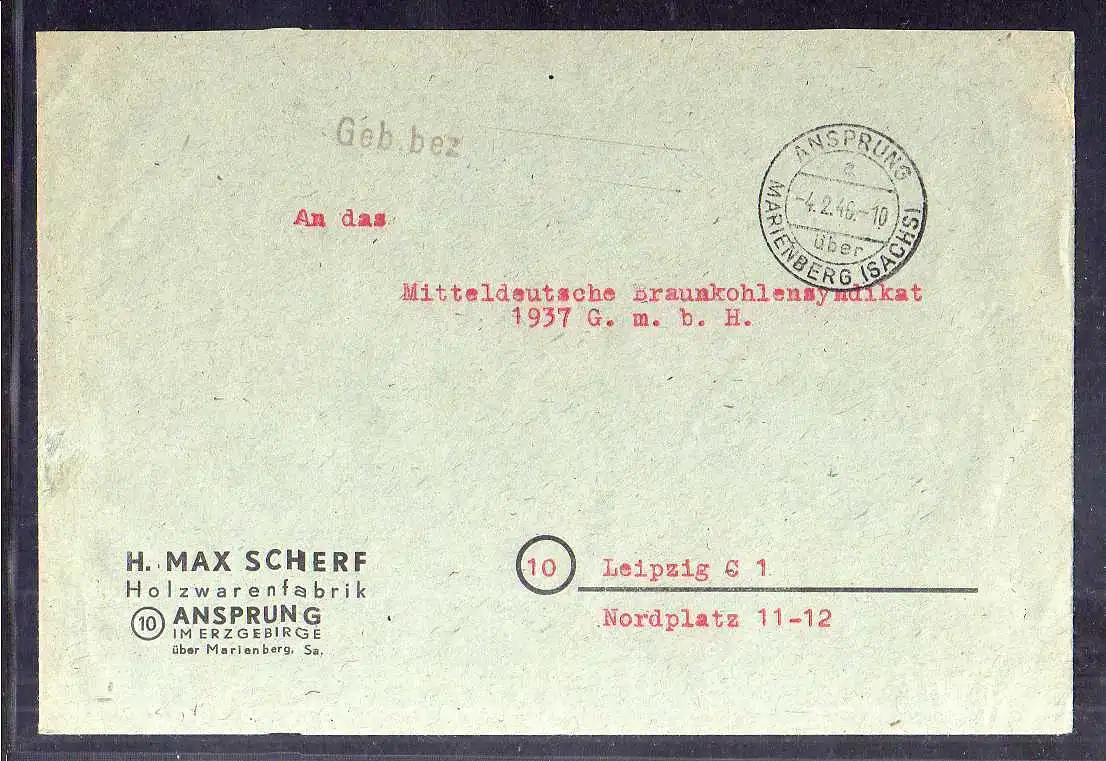 Geb.bez
ANSPRUNG
a
-4.2.46.-10
über
MARIENBERG (SACHS)
An das
Mitteldeutsche Braunkohlensyndikat
1937 G. m. b. H.
H. MAX SCHERF
Holzwarenfabrik
10 ANSPRUNG
IM ERZGEBIRGE
über Marienberg, Sa.
10 Leipzig C 1
Nordplatz 11-12